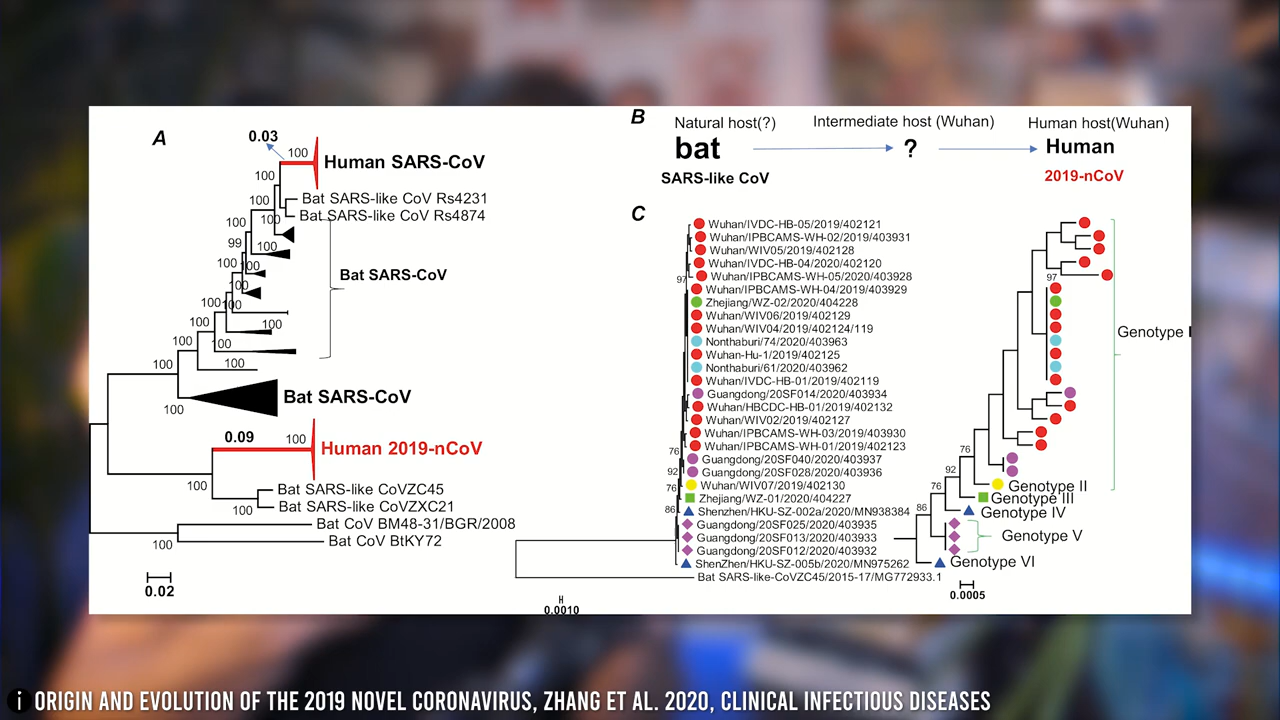 A
0.03
100
Human SARS-CoV
100
Bat SARS-like CoV Rs4231
100
Bat SARS-like CoV Rs4874
100
100
99
100
100
100
Bat SARS-CoV
100
100
100
100
100
100
100
Bat SARS-CoV
0.09
100
Human 2019-nCoV
100
Bat SARS-like CoVZC45
100
Bat SARS-like CoVZXC21
Bat CoV BM48-31/BGR/2008
100
Bat CoV BtKY72
0.02
B
Natural host(?)
Intermediate host (Wuhan)
Human host(Wuhan)
bat
?
Human
SARS-like CoV
2019-nCoV
C
Wuhan/IVDC-HB-05/2019/402121
Wuhan/IPBCAMS-WH-02/2019/403931
Wuhan/WIV05/2019/402128
Wuhan/IVDC-HB-04/2020/402120
97
Wuhan/IPBCAMS-WH-05/2020/403928
Wuhan/IPBCAMS-WH-04/2019/403929
Zhejiang/WZ-02/2020/404228
Wuhan/WIV06/2019/402129
Wuhan/WIV04/2019/402124/119
Nonthaburi/74/2020/403963
Wuhan-Hu-1/2019/402125
Nonthaburi/61/2020/403962
Wuhan/IVDC-HB-01/2019/402119
Guangdong/20SF014/2020/403934
Wuhan/HBCDC-HB-01/2019/402132
Wuhan/WIV02/2019/402127
Wuhan/IPBCAMS-WH-03/2019/403930
Wuhan/IPBCAMS-WH-01/2019/402123
76
Guangdong/20SF040/2020/403937
92
Guangdong/20SF028/2020/403936
76
Wuhan/WIV07/2019/402130
Zhejiang/WZ-01/2020/404227
86
Shenzhen/HKU-SZ-002a/2020/MN938384
Guangdong/20SF025/2020/403935
Guangdong/20SF013/2020/403933
Guangdong/20SF012/2020/403932
ShenZhen/HKU-SZ-005b/2020/MN975262
Bat SARS-like-CoVZC45/2015-17/MG772933.1
0.0010
97
Genotype I
76
92
76
86
Genotype II
Genotype III
Genotype IV
Genotype V
Genotype VI
0.0005
i ORIGIN AND EVOLUTION OF THE 2019 NOVEL CORONAVIRUS, ZHANG ET AL. 2020, CLINICAL INFECTIOUS DISEASES